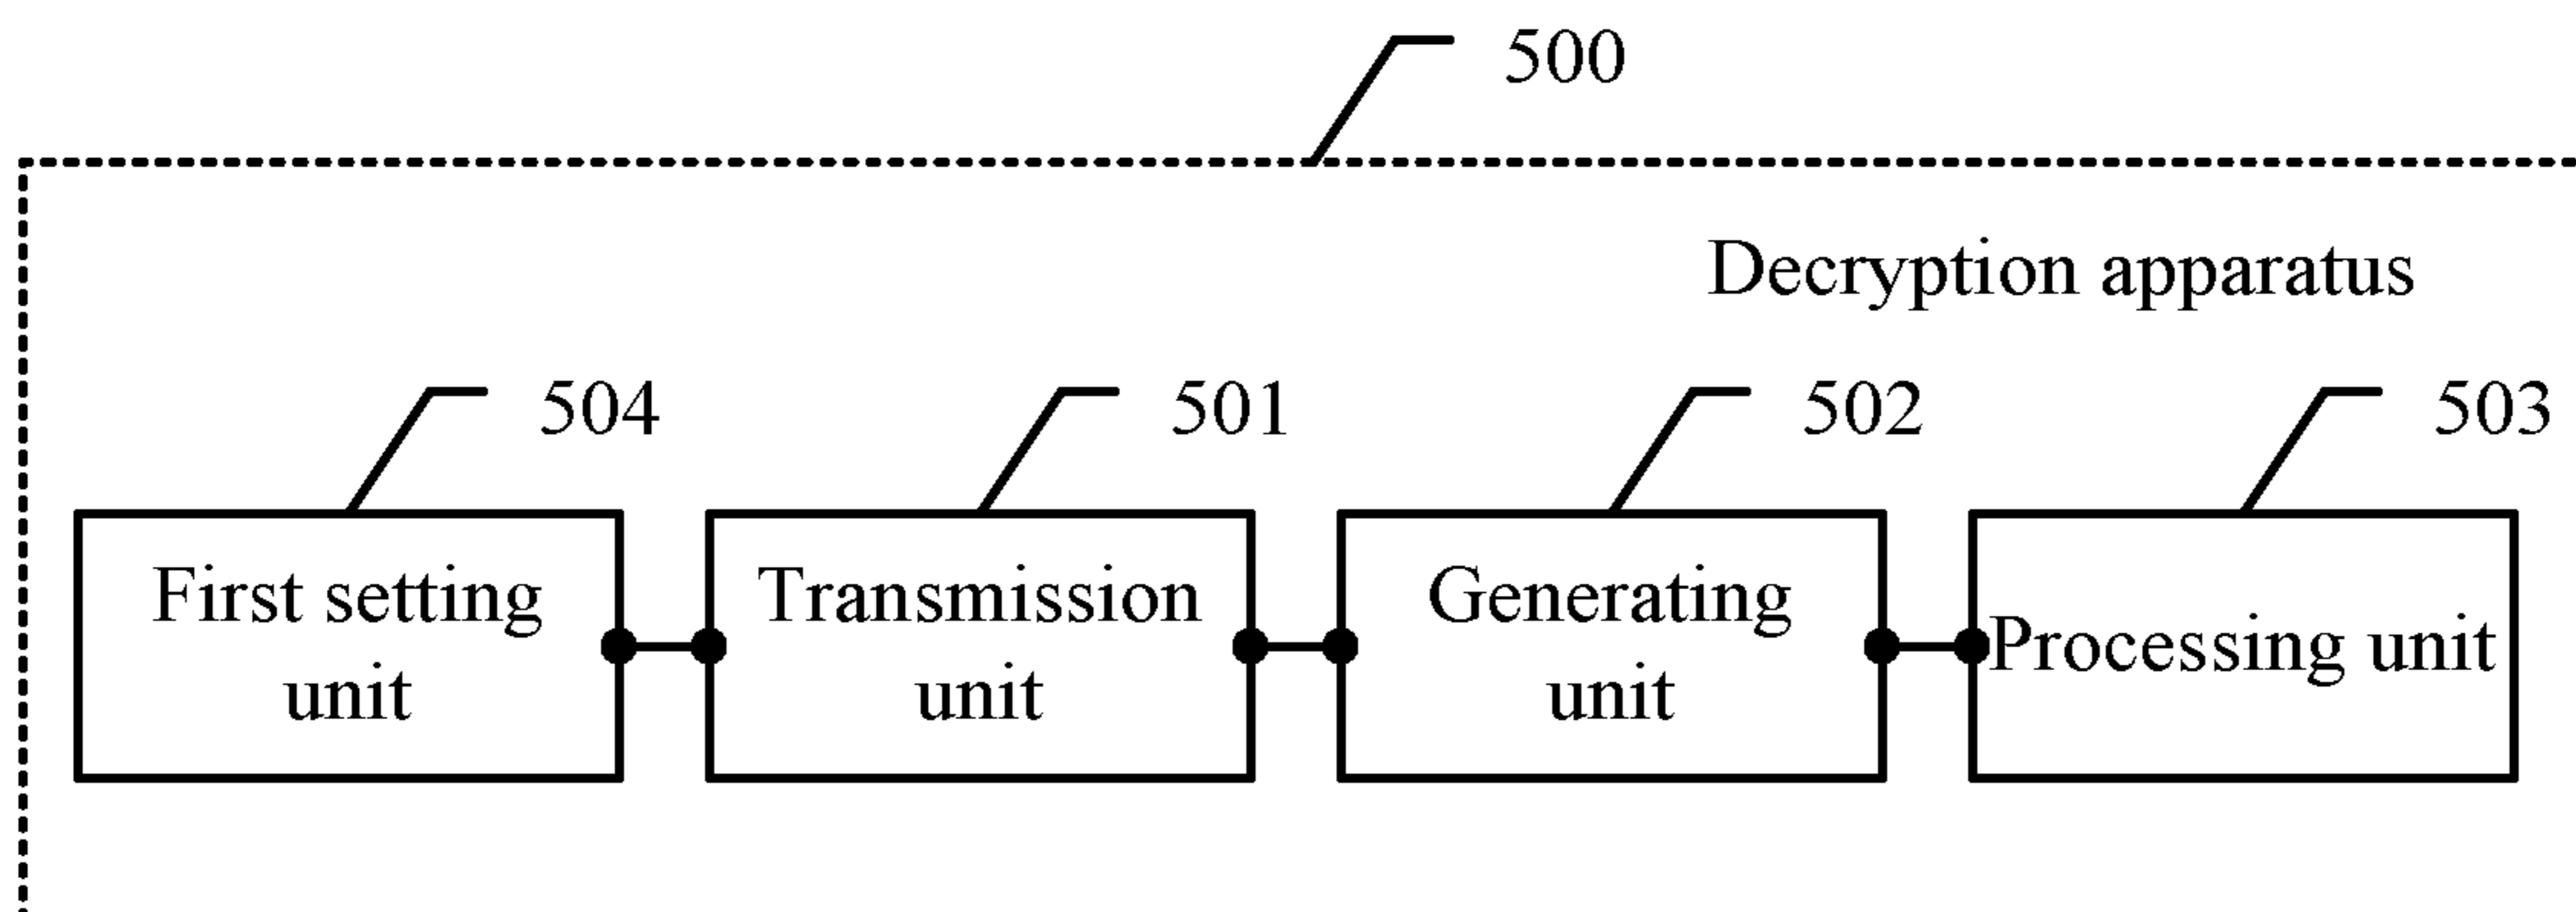 500
Decryption apparatus
504
501
502
503
First setting
unit
Transmission
unit
Generating
unit
Processing unit